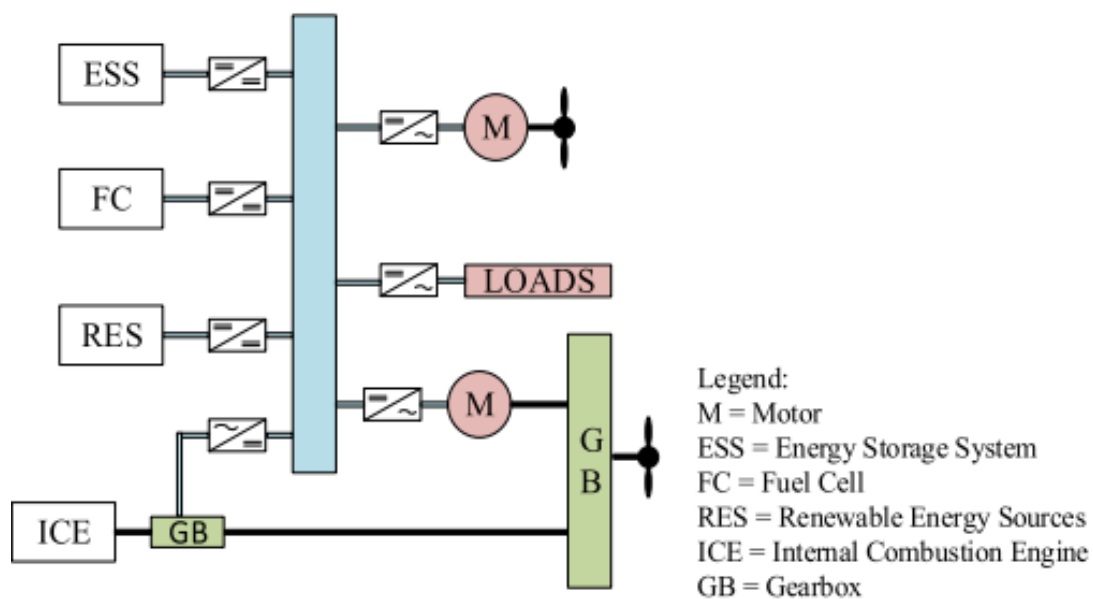 ESS
M
FC
LOADS
RES
M
G
B
ICE
GB
Legend:
M = Motor
ESS = Energy Storage System
FC = Fuel Cell
RES = Renewable Energy Sources
ICE = Internal Combustion Engine
GB = Gearbox